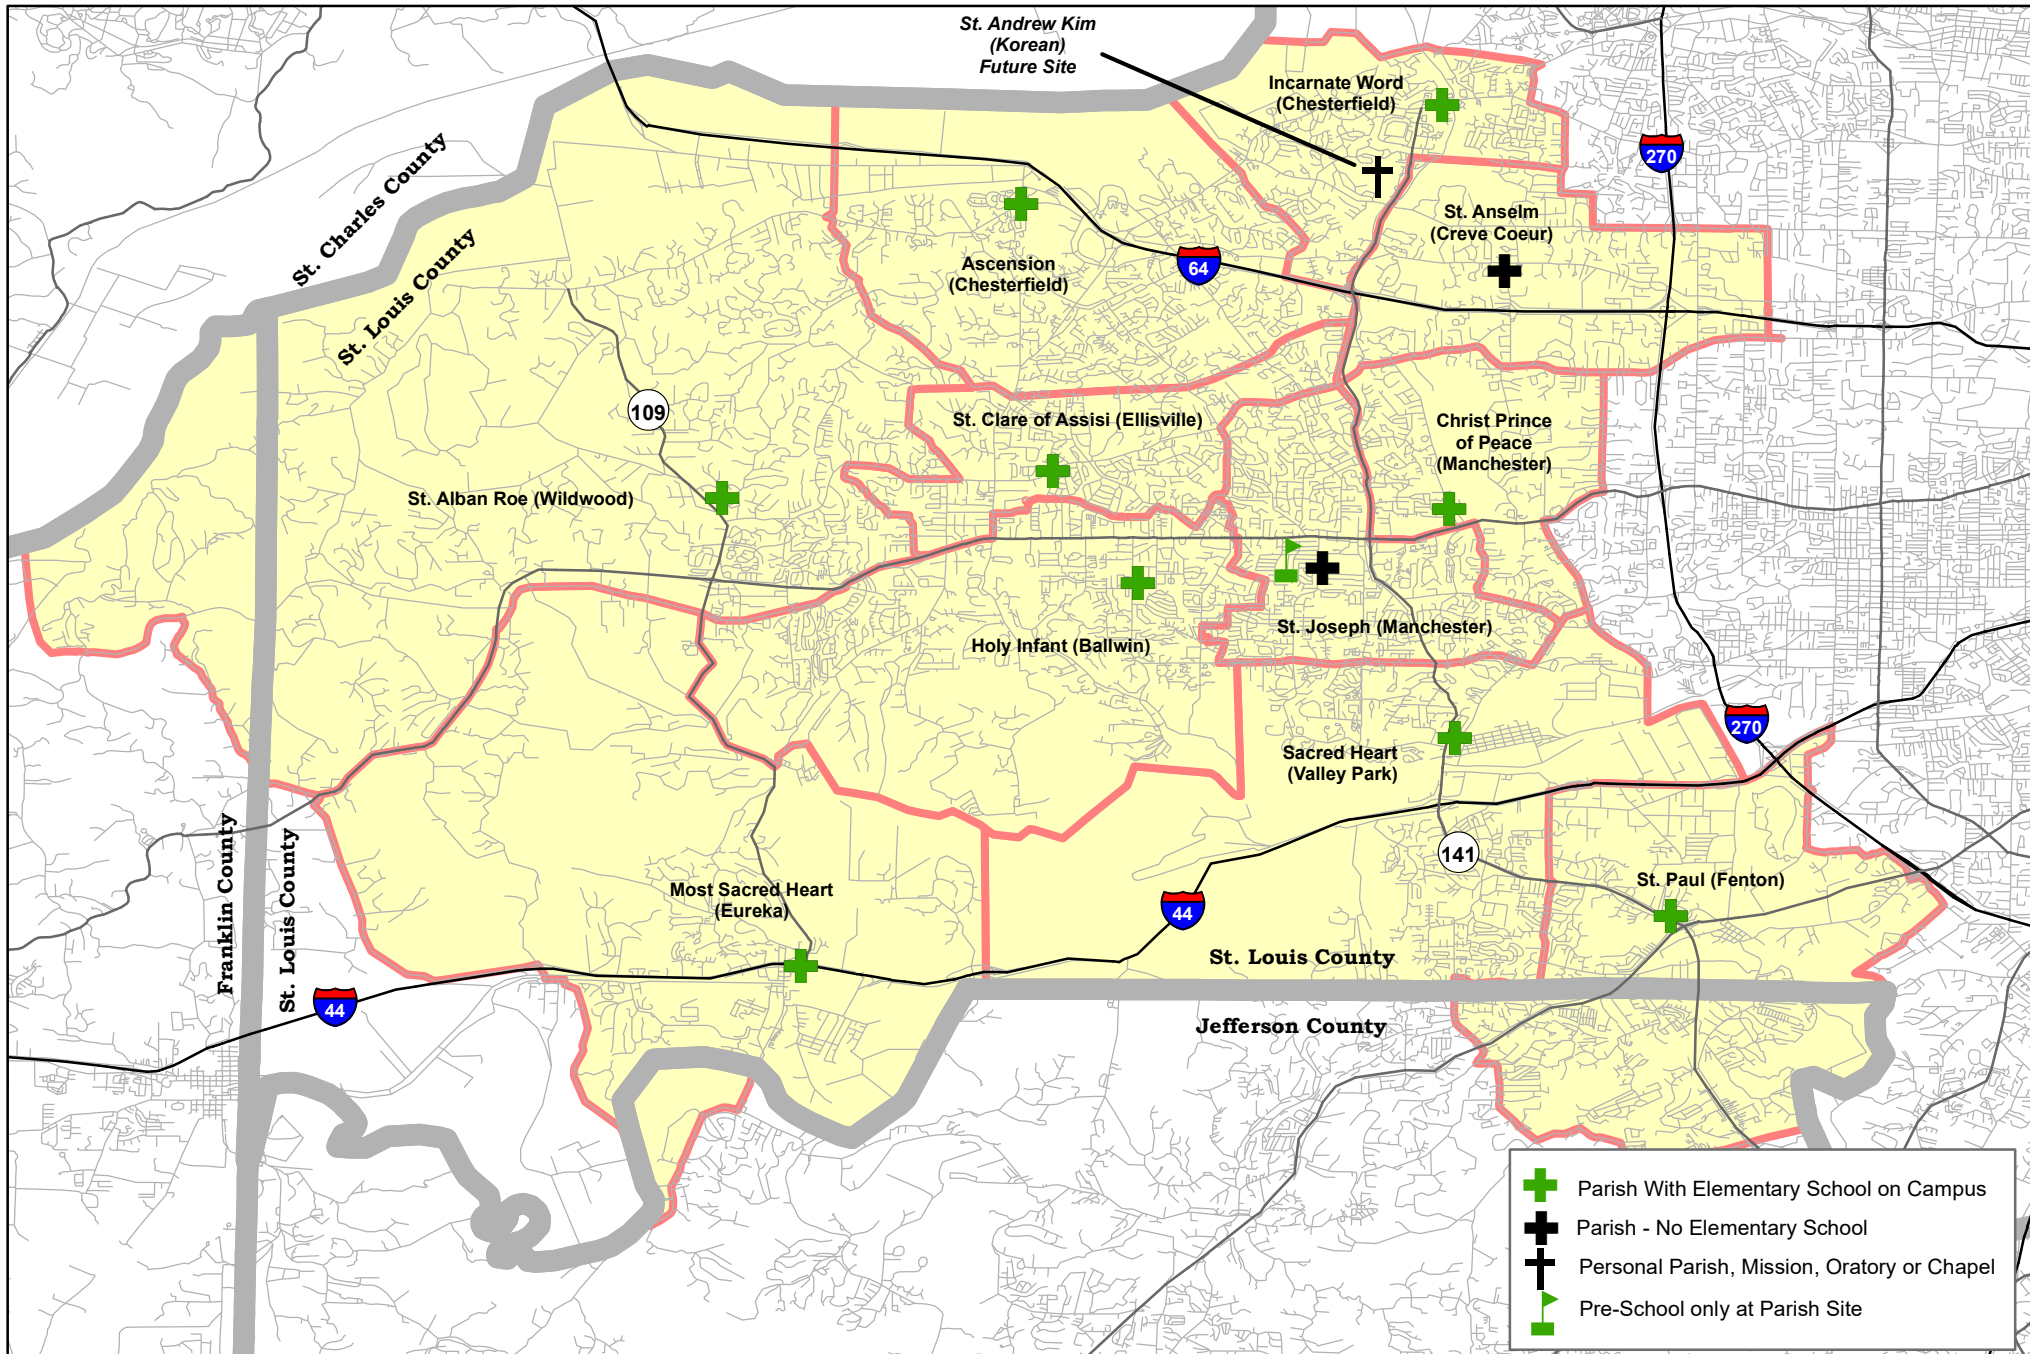 St. Andrew Kim
(Korean)
Future Site
Incarnate Word
(Chesterfield)
270
St. Charles County
St. Louis County
St. Anselm
(Creve Coeur)
Ascension
(Chesterfield)
64
109
St. Clare of Assisi (Ellisville)
Christ Prince
of Peace
(Manchester)
St. Alban Roe (Wildwood)
St. Joseph (Manchester)
Holy Infant (Ballwin)
270
Sacred Heart
(Valley Park)
141
St. Paul (Fenton)
Most Sacred Heart
(Eureka)
44
Franklin County
St. Louis County
44
St. Louis County
Jefferson County
Parish With Elementary School on Campus
Parish - No Elementary School
Personal Parish, Mission, Oratory or Chapel
Pre-School only at Parish Site